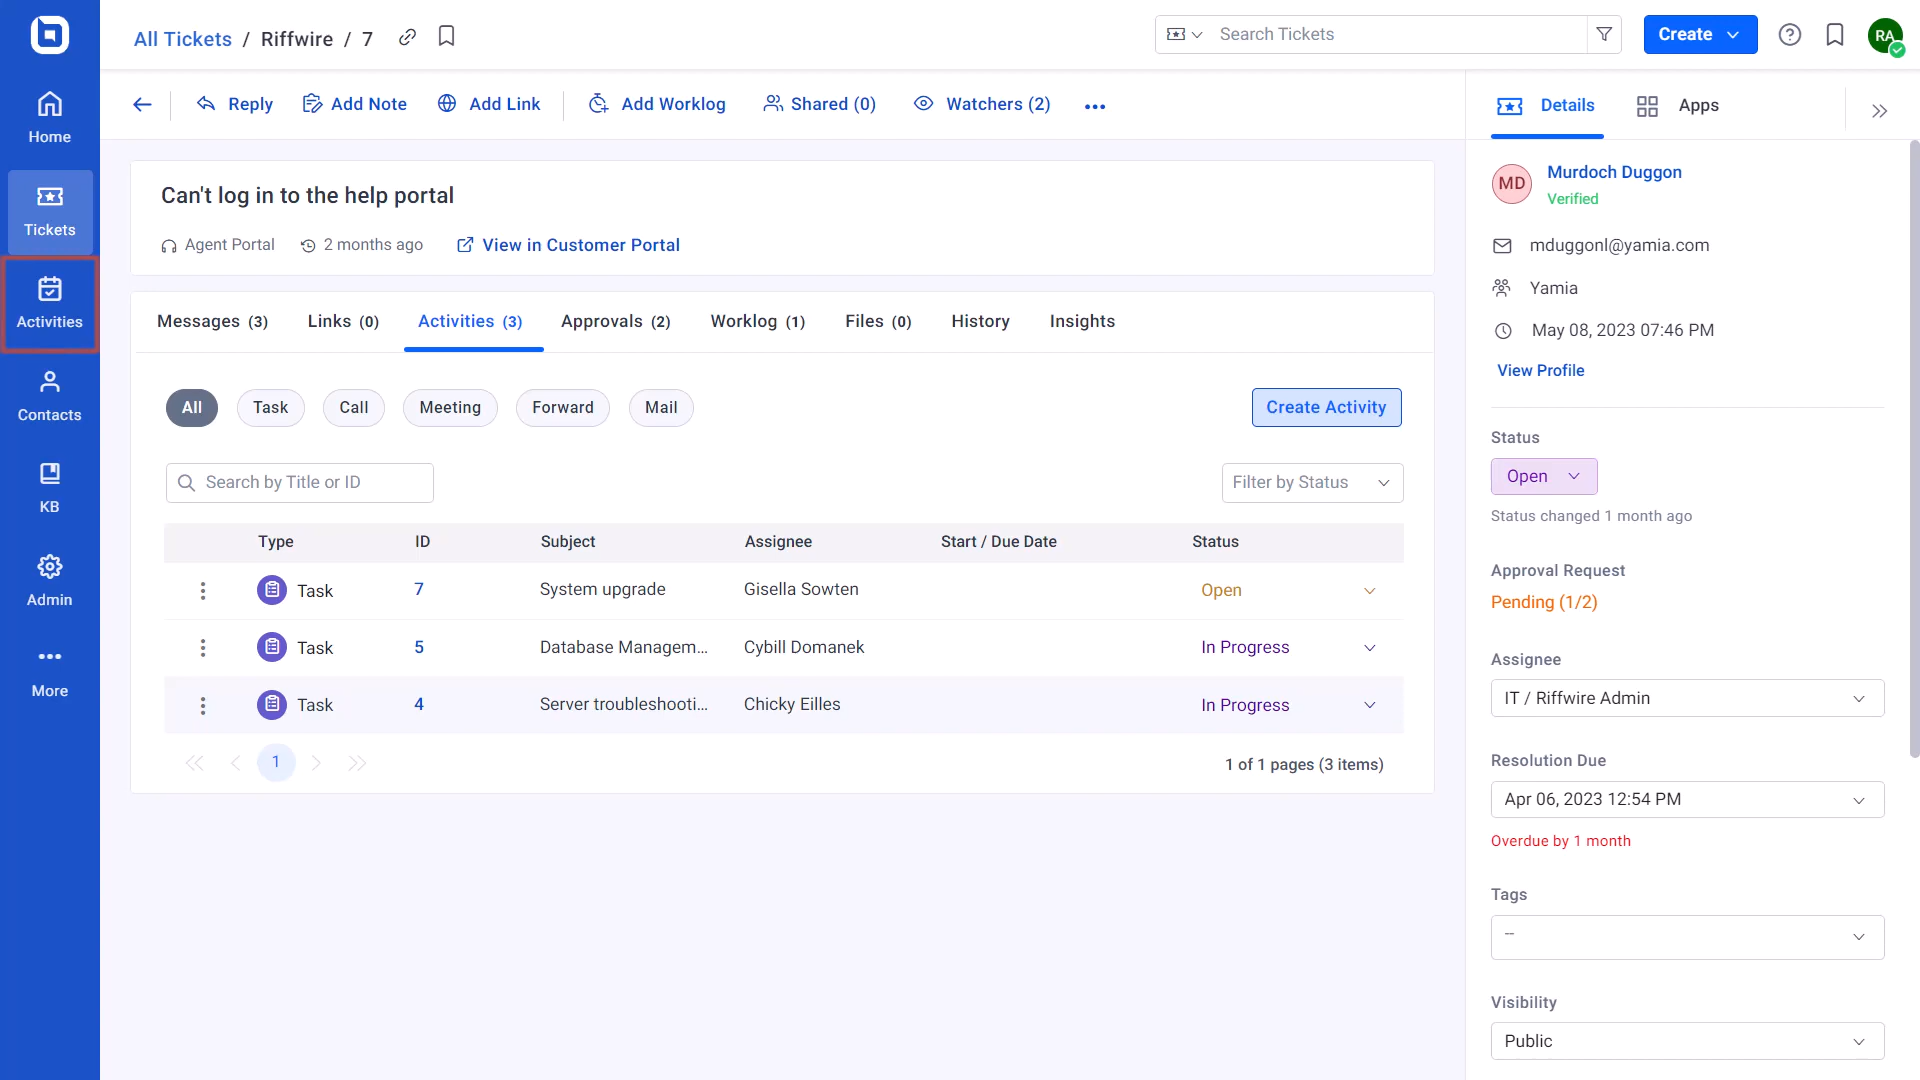 All Tickets / Riffwire / 7
Search Tickets
Create
RA
Home
Tickets
Activities
Contacts
KB
Admin
More
Reply
Add Note
Add Link
Add Worklog
Shared (0)
Watchers (2)
Can't log in to the help portal
Agent Portal
2 months ago
View in Customer Portal
Messages (3)
Links (0)
Activities (3)
Approvals (2)
Worklog (1)
Files (0)
History
Insights
All
Task
Call
Meeting
Forward
Mail
Create Activity
Search by Title or ID
Filter by Status
Type ID Subject Assignee Start / Due Date Status
Task 7 System upgrade Gisella Sowten Open
Task 5 Database Managem... Cybill Domanek In Progress
Task 4 Server troubleshooti... Chicky Eilles In Progress
1
1 of 1 pages (3 items)
Details
Apps
MD
Murdoch Duggon
Verified
mduggonl@yamia.com
Yamia
May 08, 2023 07:46 PM
View Profile
Status
Open
Status changed 1 month ago
Approval Request
Pending (1/2)
Assignee
IT / Riffwire Admin
Resolution Due
Apr 06, 2023 12:54 PM
Overdue by 1 month
Tags
--
Visibility
Public